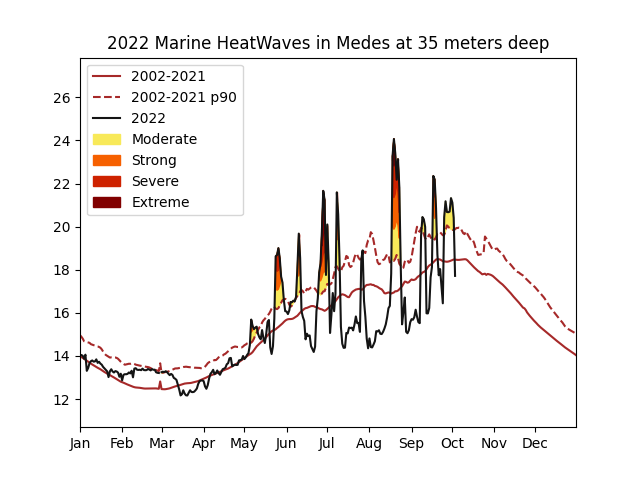 2022 Marine HeatWaves in Medes at 35 meters deep
2002-2021
2002-2021 p90
2022
Moderate
Strong
Severe
Extreme
26
24
22
20
18
16
14
12
Jan Feb Mar Apr May Jun Jul Aug Sep Oct Nov Dec